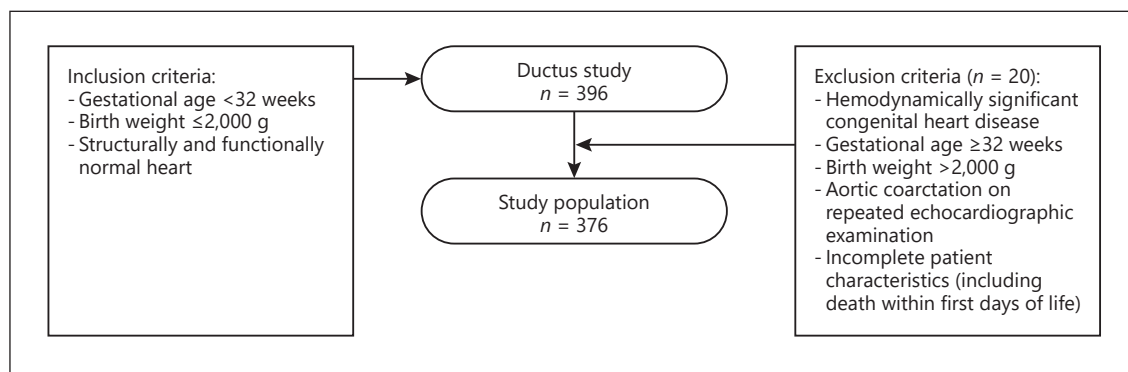 Inclusion criteria:
- Gestational age <32 weeks
- Birth weight ≤2,000 g
- Structurally and functionally
normal heart
Ductus study
n = 396
Study population
n = 376
Exclusion criteria (n = 20):
- Hemodynamically significant
congenital heart disease
- Gestational age ≥32 weeks
- Birth weight >2,000 g
- Aortic coarctation on
repeated echocardiographic
examination
- Incomplete patient
characteristics (including
death within first days of life)